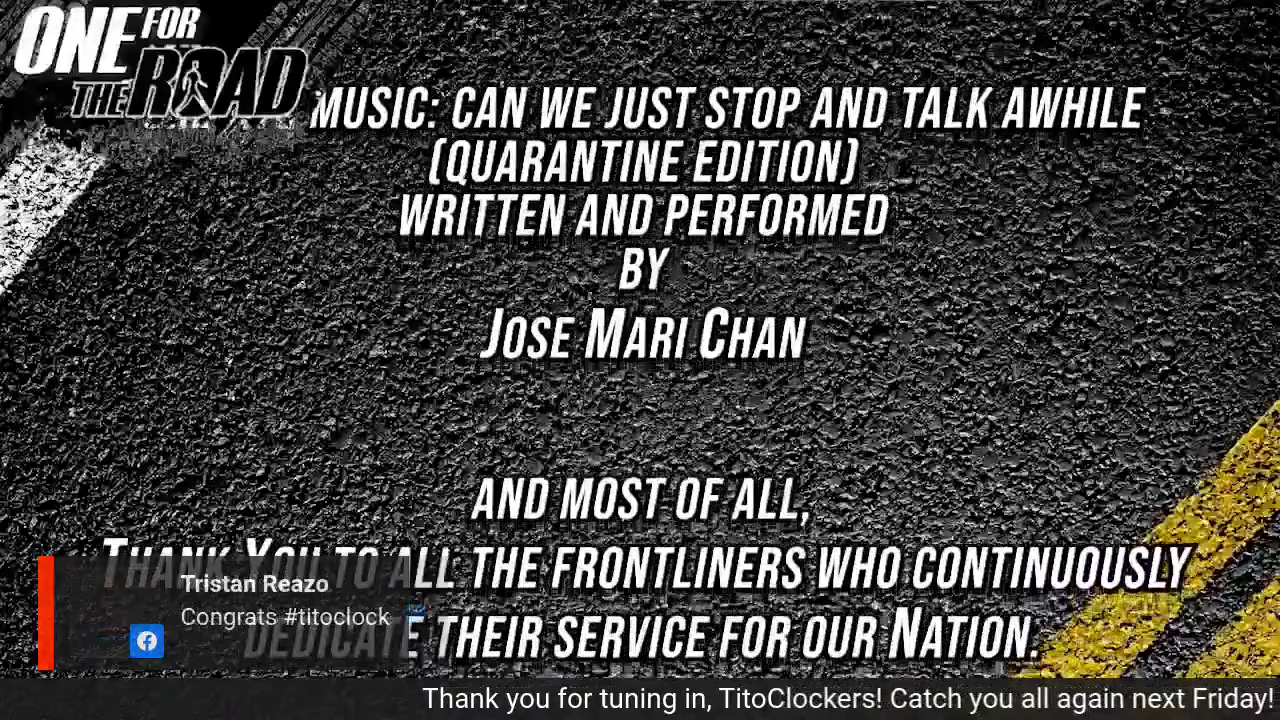 ONE FOR
THE ROAD
MUSIC: CAN WE JUST STOP AND TALK AWHILE
(QUARANTINE EDITION)
WRITTEN AND PERFORMED
BY
JOSE MARI CHAN
AND MOST OF ALL,
THANK YOU TO ALL THE FRONTLINERS WHO CONTINUOUSLY
DEDICATE THEIR SERVICE FOR OUR NATION.
Tristan Reazo
Congrats #titoclock
Thank you for tuning in, TitoClockers! Catch you all again next Friday!